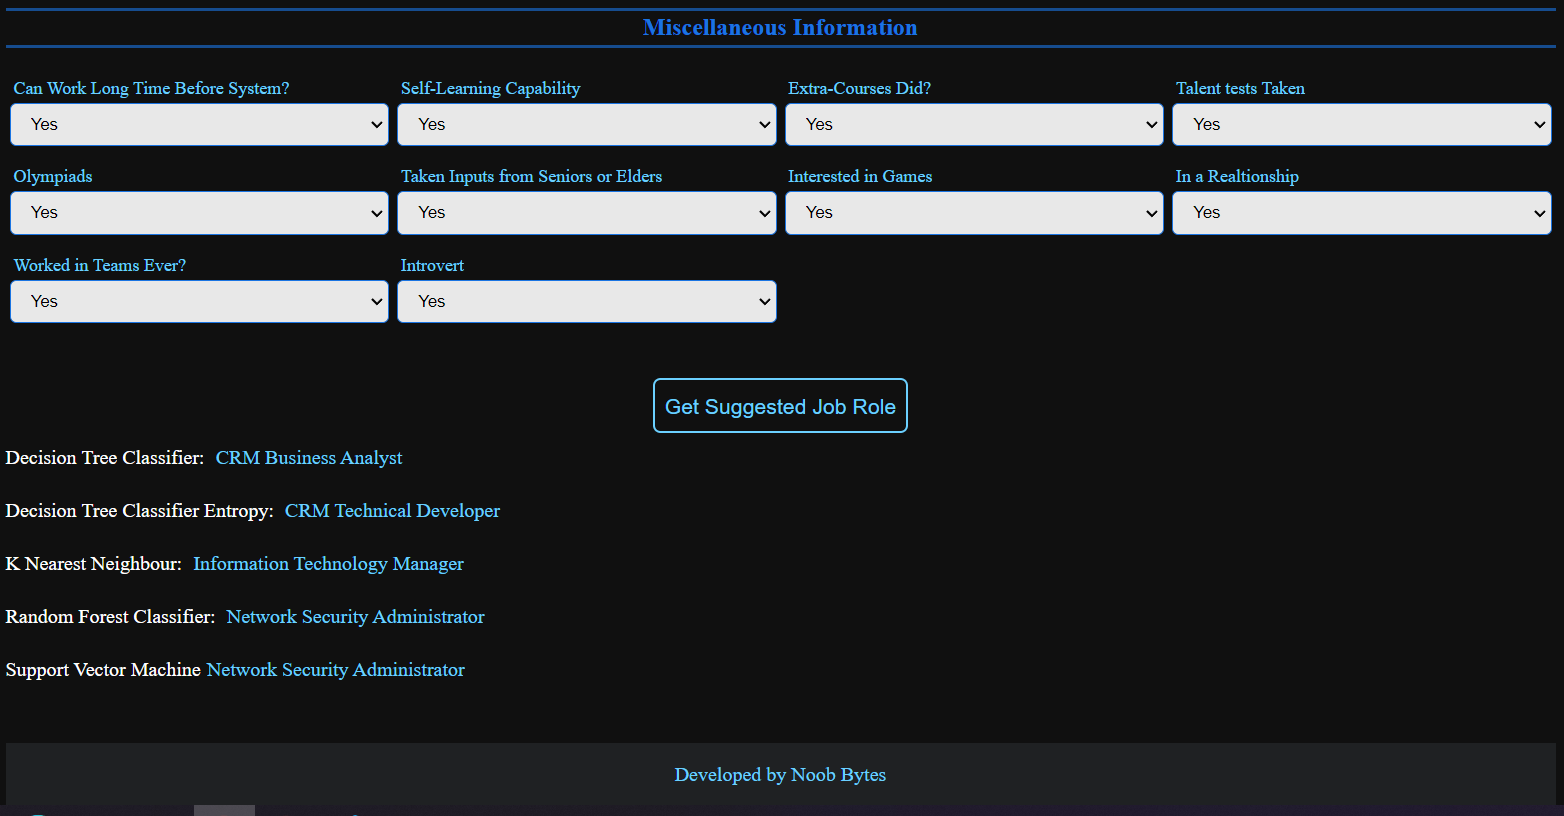 Miscellaneous Information
Can Work Long Time Before System? Self-Learning Capability Extra-Courses Did? Talent tests Taken
Yes Yes Yes Yes
Olympiads Taken Inputs from Seniors or Elders Interested in Games In a Realtionship
Yes Yes Yes Yes
Worked in Teams Ever? Introvert
Yes Yes
Get Suggested Job Role
Decision Tree Classifier: CRM Business Analyst
Decision Tree Classifier Entropy: CRM Technical Developer
K Nearest Neighbour: Information Technology Manager
Random Forest Classifier: Network Security Administrator
Support Vector Machine Network Security Administrator
Developed by Noob Bytes